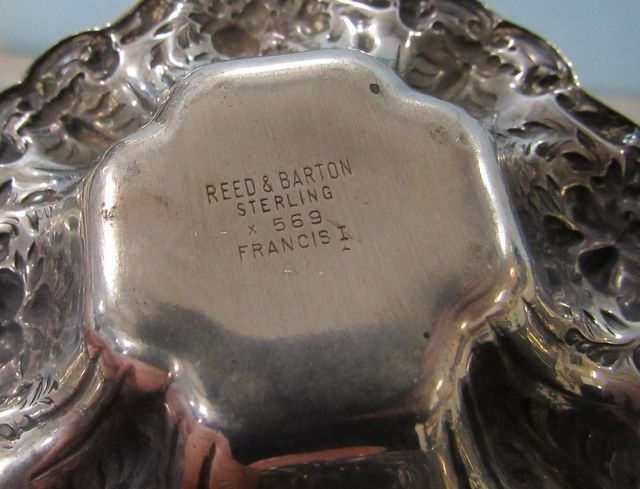 REED & BARTON
STERLING
x 569
FRANCIS I